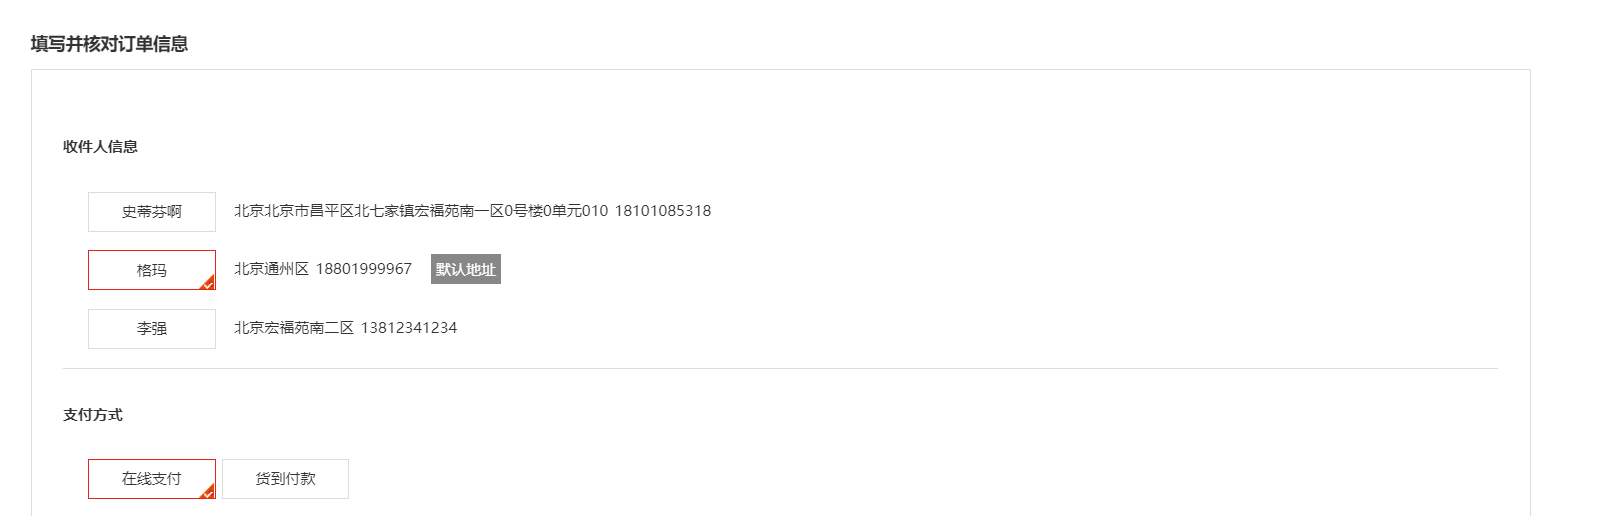 填写并核对订单信息
收件人信息
史蒂芬啊 北京北京市昌平区北七家镇宏福苑南一区0号楼0单元010 18101085318
格玛 北京通州区 18801999967 默认地址
李强 北京宏福苑南二区 13812341234
支付方式
在线支付 货到付款